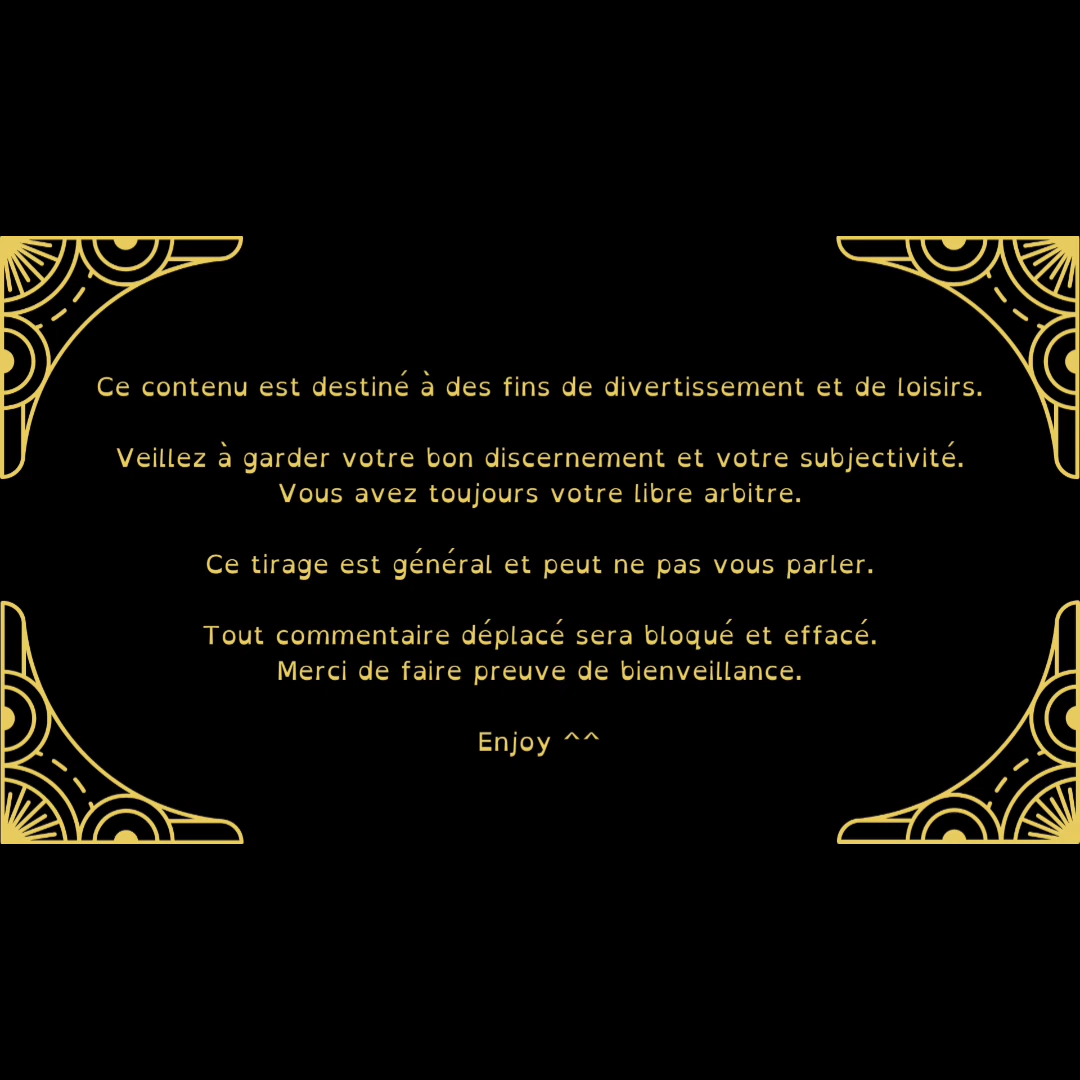 Ce contenu est destiné à des fins de divertissement et de loisirs.
Veillez à garder votre bon discernement et votre subjectivité.
Vous avez toujours votre libre arbitre.
Ce tirage est général et peut ne pas vous parler.
Tout commentaire déplacé sera bloqué et effacé.
Merci de faire preuve de bienveillance.
Enjoy ^^